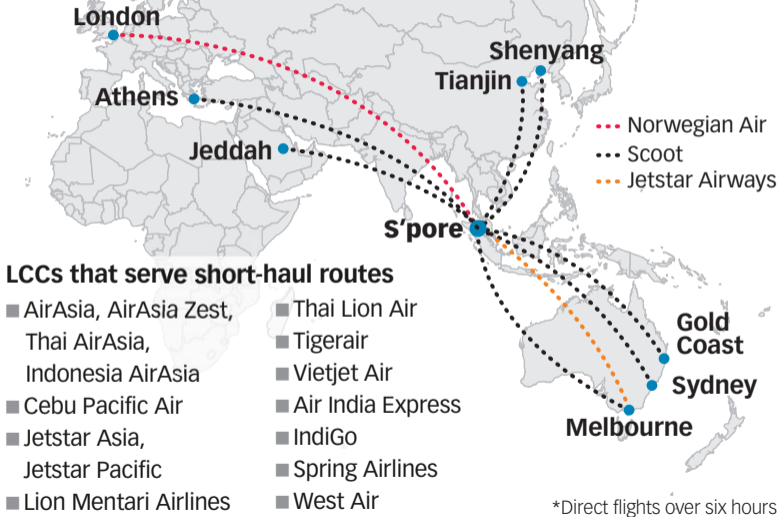 London
Shenyang
Tianjin
Athens
Jeddah
Norwegian Air
Scoot
Jetstar Airways
S'pore
LCCs that serve short-haul routes
AirAsia, AirAsia Zest,
Thai AirAsia,
Indonesia AirAsia
Cebu Pacific Air
Jetstar Asia,
Jetstar Pacific
Lion Mentari Airlines
Thai Lion Air
Tigerair
Vietjet Air
Air India Express
IndiGo
Spring Airlines
West Air
Gold
Coast
Sydney
Melbourne
*Direct flights over six hours